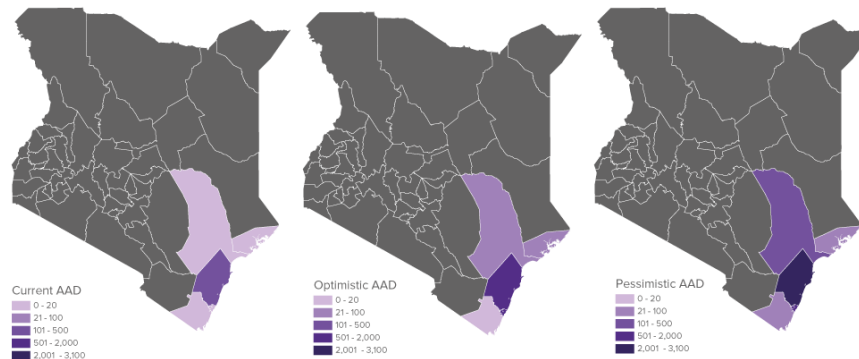 Current AAD
0 - 20
21 - 100
101 - 500
501 - 2,000
2,001 - 3,100
Optimistic AAD
0 - 20
21 - 100
101 - 500
501 - 2,000
2,001 - 3,100
Pessimistic AAD
0 - 20
21 - 100
101 - 500
501 - 2,000
2,001 - 3,100